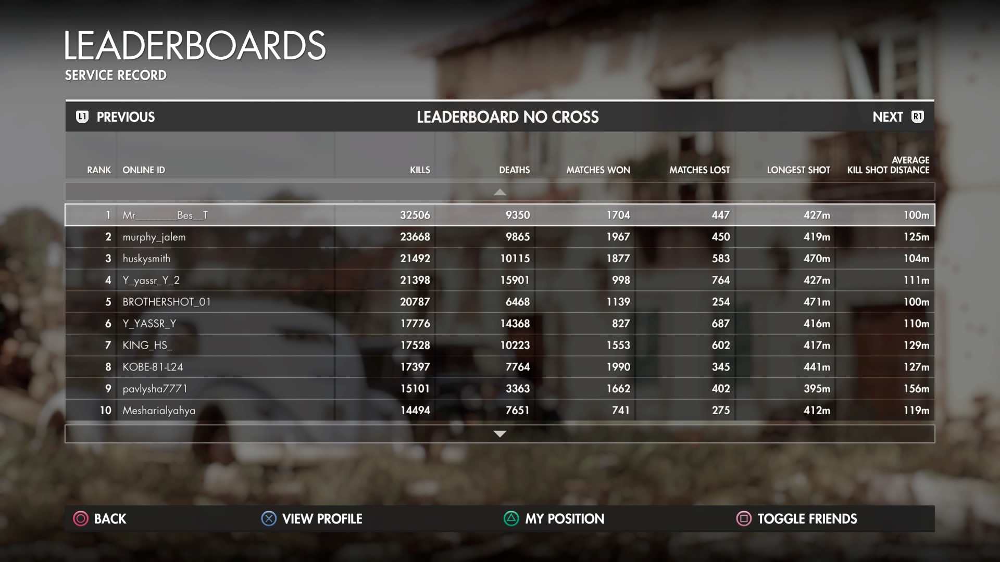 LEADERBOARDS
SERVICE RECORD
L1 PREVIOUS LEADERBOARD NO CROSS NEXT R1
RANK ONLINE ID KILLS DEATHS MATCHES WON MATCHES LOST LONGEST SHOT AVERAGE KILL SHOT DISTANCE
1 Mr________Bes__T 32506 9350 1704 447 427m 100m
2 murphy_jalem 23668 9865 1967 450 419m 125m
3 huskysmith 21492 10115 1877 583 470m 104m
4 Y_yassr_Y_2 21398 15901 998 764 427m 111m
5 BROTHERSHOT_01 20787 6468 1139 254 471m 100m
6 Y_YASSR_Y 17776 14368 827 687 416m 110m
7 KING_HS_ 17528 10223 1553 602 417m 129m
8 KOBE-81-L24 17397 7764 1990 345 441m 127m
9 pavlysha7771 15101 3363 1662 402 395m 156m
10 Mesharialyahya 14494 7651 741 275 412m 119m
BACK VIEW PROFILE MY POSITION TOGGLE FRIENDS